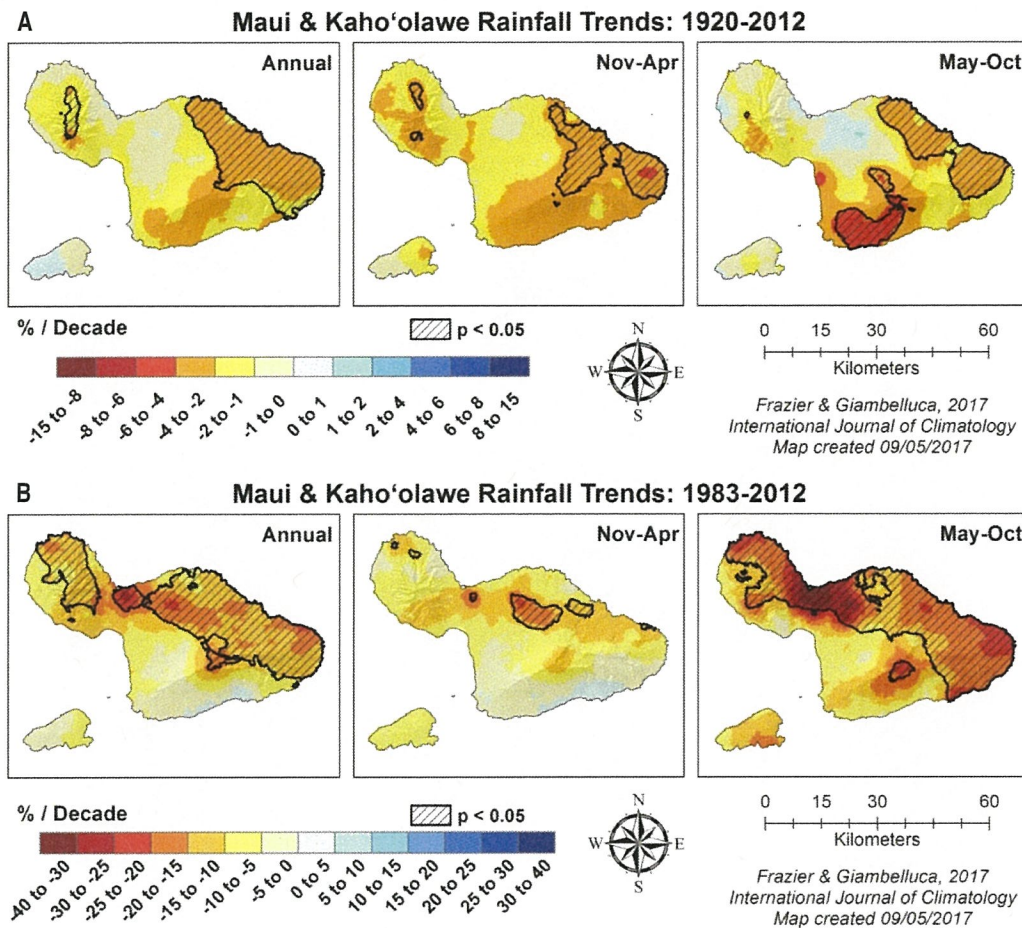 A
Maui & Kahoʻolawe Rainfall Trends: 1920-2012
Annual
Nov-Apr
May-Oct
% / Decade
p < 0.05
-15 to -8
-8 to -6
-6 to -4
-4 to -2
-2 to -1
-1 to 0
0 to 1
1 to 2
2 to 4
4 to 6
6 to 8
8 to 15
N
W
E
S
0 15 30 60
Kilometers
Frazier & Giambelluca, 2017
International Journal of Climatology
Map created 09/05/2017
B
Maui & Kahoʻolawe Rainfall Trends: 1983-2012
Annual
Nov-Apr
May-Oct
% / Decade
p < 0.05
-40 to -30
-30 to -25
-25 to -20
-20 to -15
-15 to -10
-10 to -5
-5 to 0
0 to 5
5 to 10
10 to 15
15 to 20
20 to 25
25 to 30
30 to 40
N
W
E
S
0 15 30 60
Kilometers
Frazier & Giambelluca, 2017
International Journal of Climatology
Map created 09/05/2017